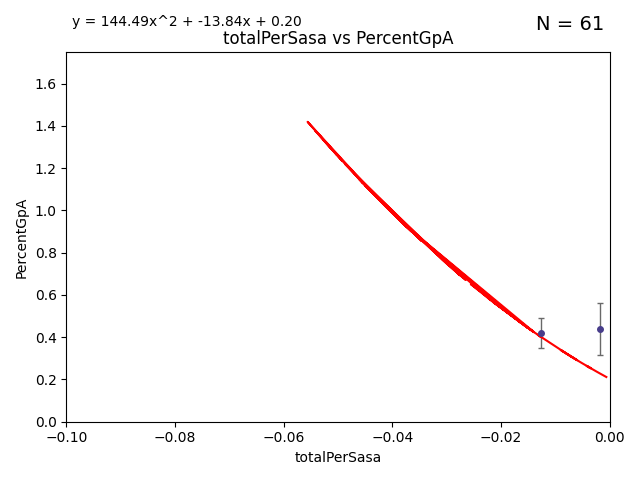 y = 144.49x^2 + -13.84x + 0.20
N = 61
totalPerSasa vs PercentGpA
1.6
1.4
1.2
1.0
0.8
0.6
0.4
0.2
0.0
PercentGpA
−0.10 −0.08 −0.06 −0.04 −0.02 0.00
totalPerSasa